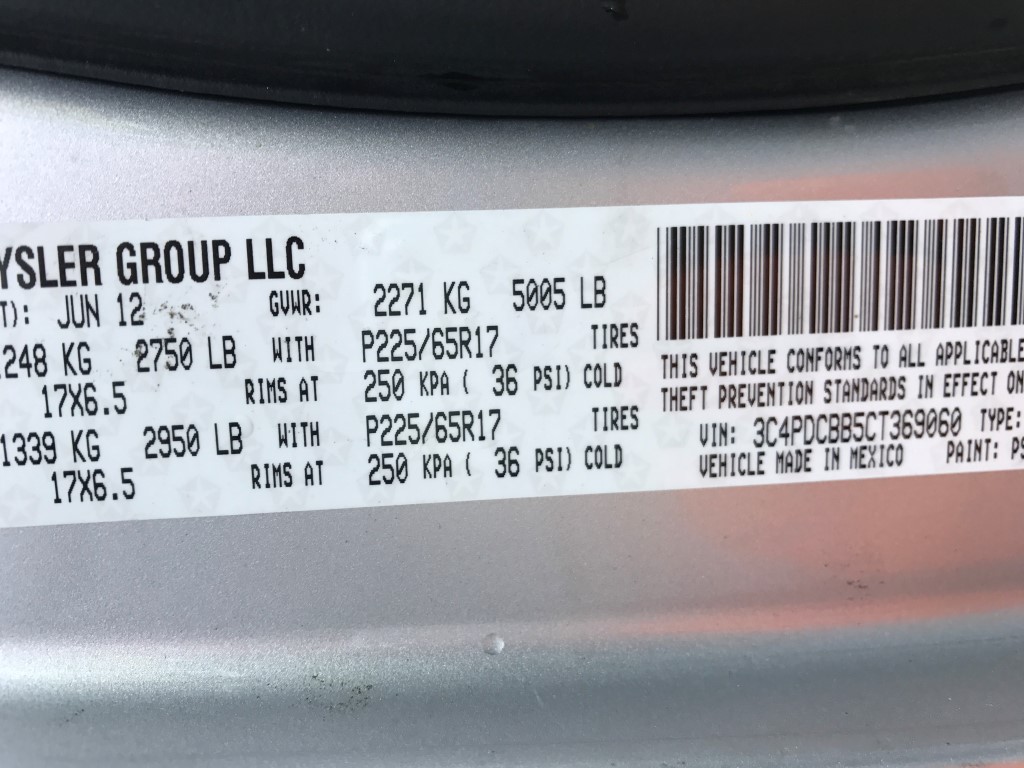 YSLER GROUP LLC
T): JUN 12 GVWR: 2271 KG 5005 LB
248 KG 2750 LB WITH P225/65R17 TIRES
17X6.5 RIMS AT 250 KPA ( 36 PSI) COLD
1339 KG 2950 LB WITH P225/65R17 TIRES
17X6.5 RIMS AT 250 KPA ( 36 PSI) COLD
THIS VEHICLE CONFORMS TO ALL APPLICABLE
THEFT PREVENTION STANDARDS IN EFFECT ON
VIN: 3C4PDCBB5CT369060 TYPE:
VEHICLE MADE IN MEXICO PAINT: PS